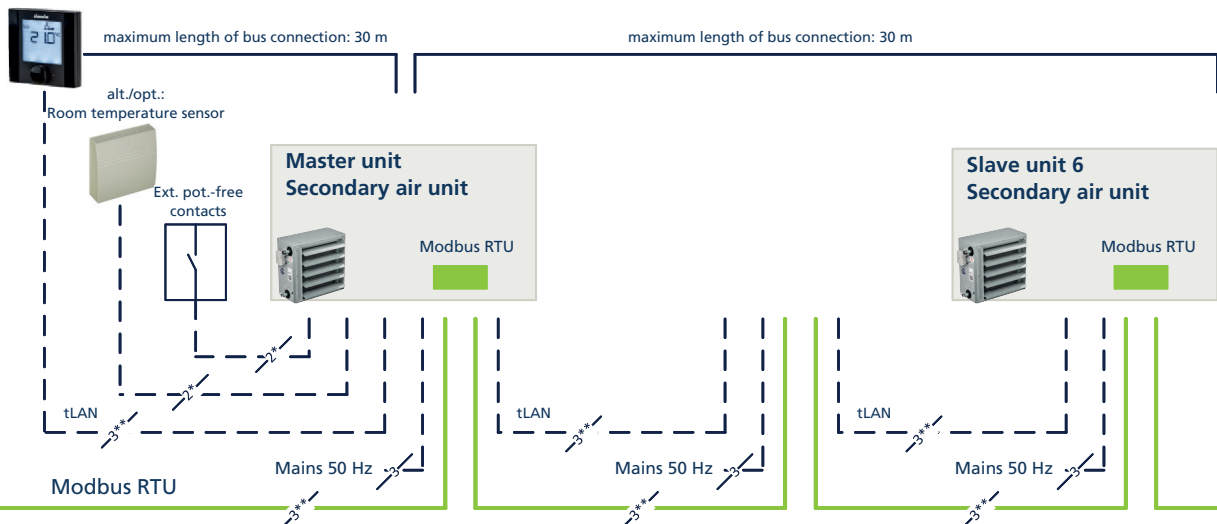 maximum length of bus connection: 30 m
maximum length of bus connection: 30 m
21.0
alt./opt.:
Room temperature sensor
Ext. pot.-free
contacts
Master unit
Secondary air unit
Modbus RTU
Slave unit 6
Secondary air unit
Modbus RTU
2*
2*
tLAN
3**
tLAN
3**
tLAN
3**
Mains 50 Hz
3
Mains 50 Hz
3
Mains 50 Hz
3
Modbus RTU
3**
3**
3**